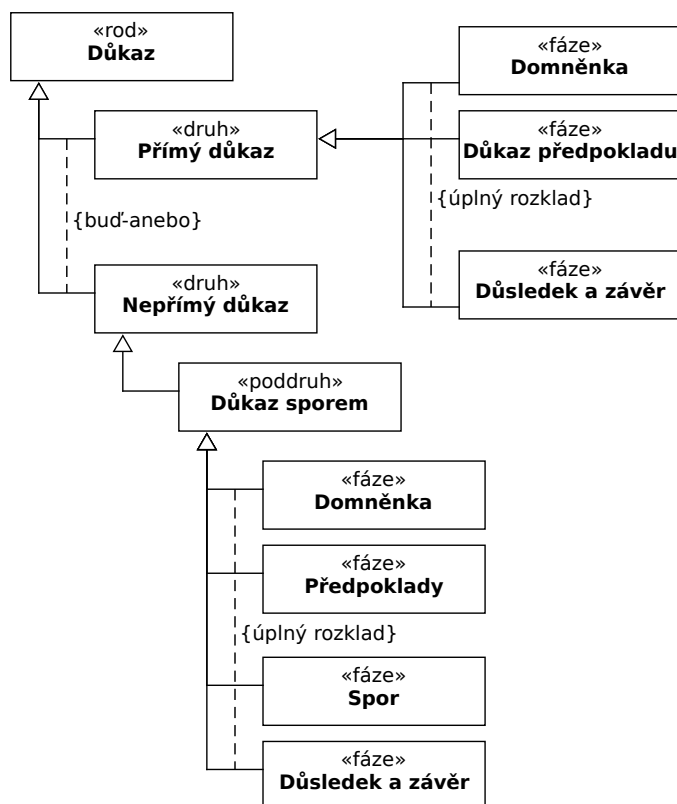 «rod»
Důkaz
«druh»
Přímý důkaz
«fáze»
Domněnka
«fáze»
Důkaz předpokladu
{úplný rozklad}
«fáze»
Důsledek a závěr
{buď-anebo}
«druh»
Nepřímý důkaz
«poddruh»
Důkaz sporem
«fáze»
Domněnka
«fáze»
Předpoklady
{úplný rozklad}
«fáze»
Spor
«fáze»
Důsledek a závěr